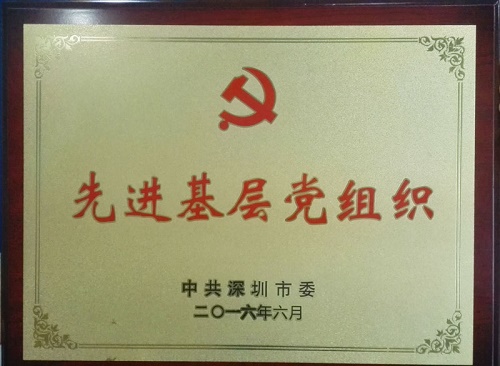 先进基层党组织
中共深圳市委
二〇一六年六月